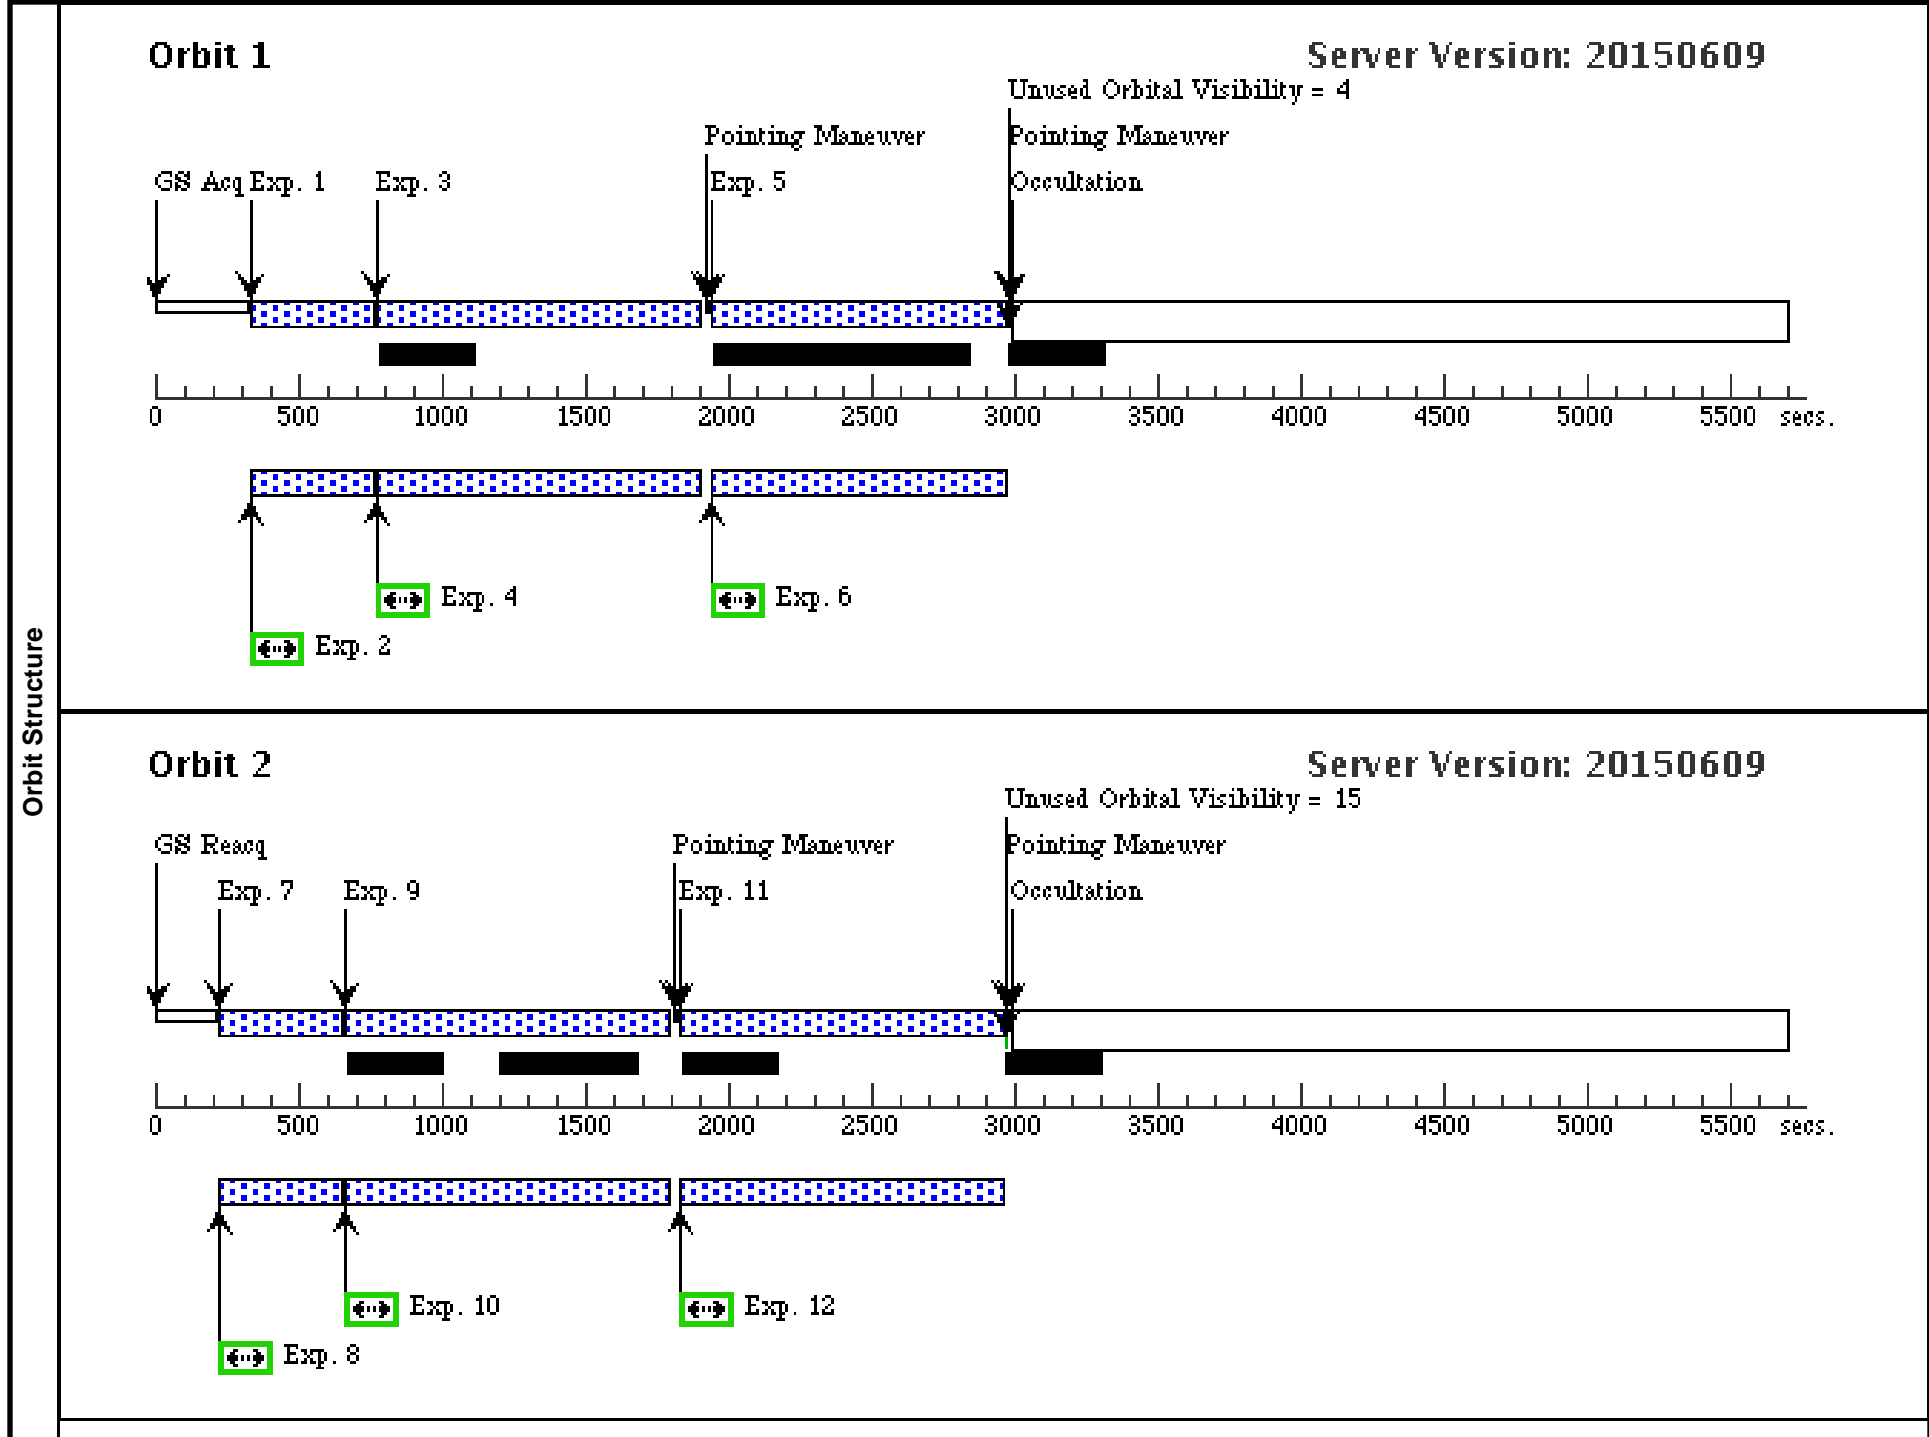 Orbit Structure
Orbit 1
Server Version: 20150609
Unused Orbital Visibility = 4
Pointing Maneuver Pointing Maneuver
GS Acq Exp. 1 Exp. 3 Exp. 5 Occultation
0 500 1000 1500 2000 2500 3000 3500 4000 4500 5000 5500 secs.
Exp. 4 Exp. 6
Exp. 2
Orbit 2
Server Version: 20150609
Unused Orbital Visibility = 15
GS Reacq Pointing Maneuver Pointing Maneuver
Exp. 7 Exp. 9 Exp. 11 Occultation
0 500 1000 1500 2000 2500 3000 3500 4000 4500 5000 5500 secs.
Exp. 10 Exp. 12
Exp. 8